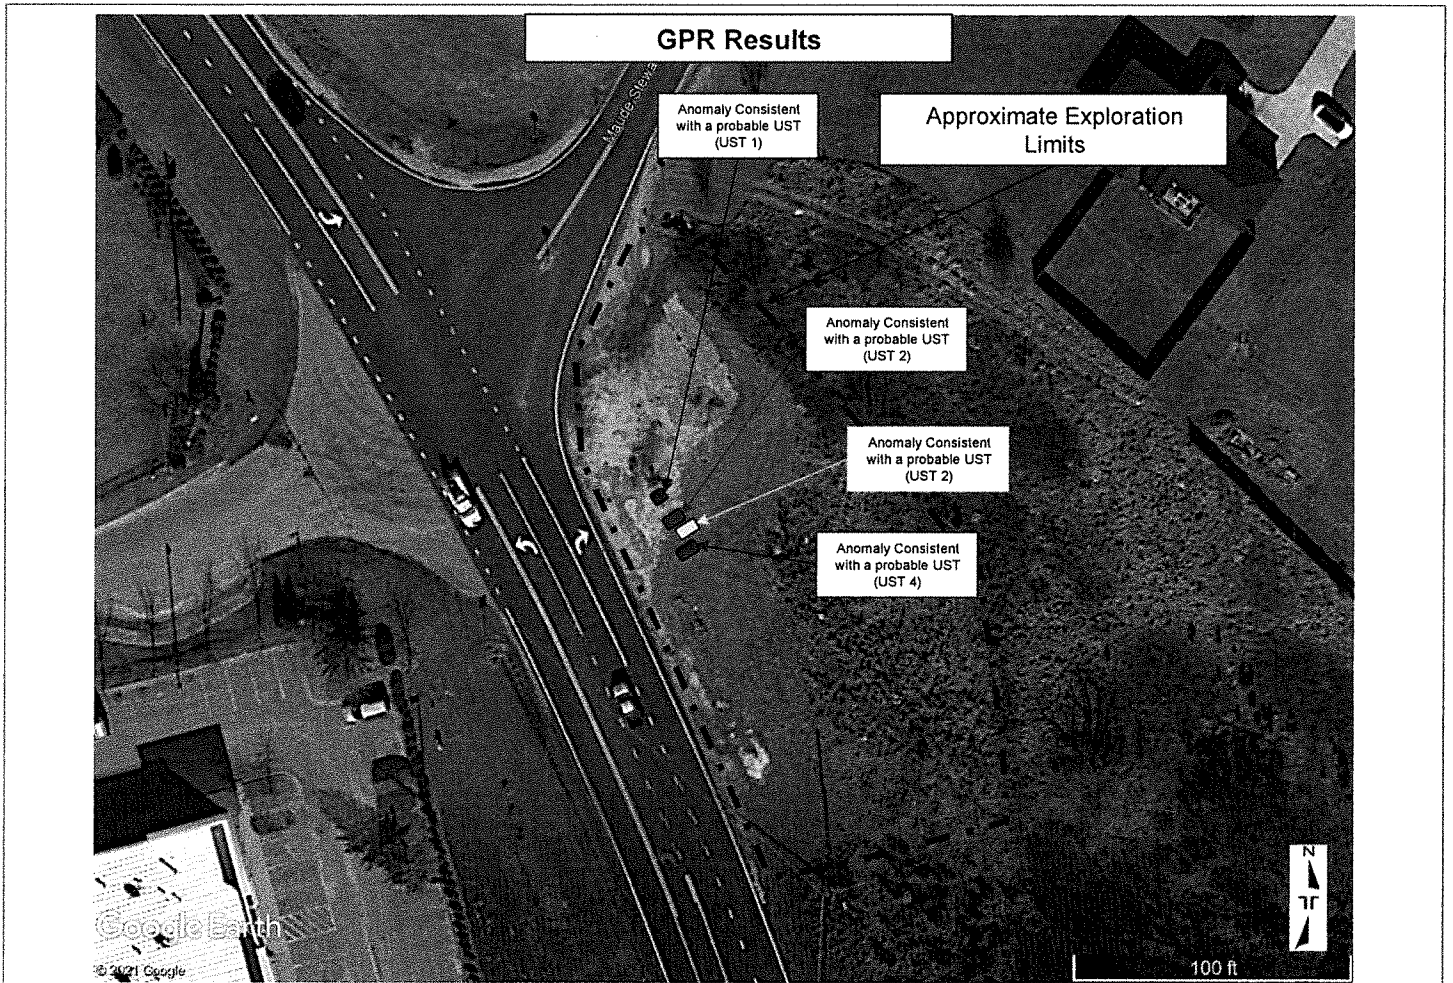 GPR Results
Maude Stewa
Anomaly Consistent
with a probable UST
(UST 1)
Approximate Exploration
Limits
Anomaly Consistent
with a probable UST
(UST 2)
Anomaly Consistent
with a probable UST
(UST 2)
Anomaly Consistent
with a probable UST
(UST 4)
N
Google Earth
© 2021 Google
100 ft